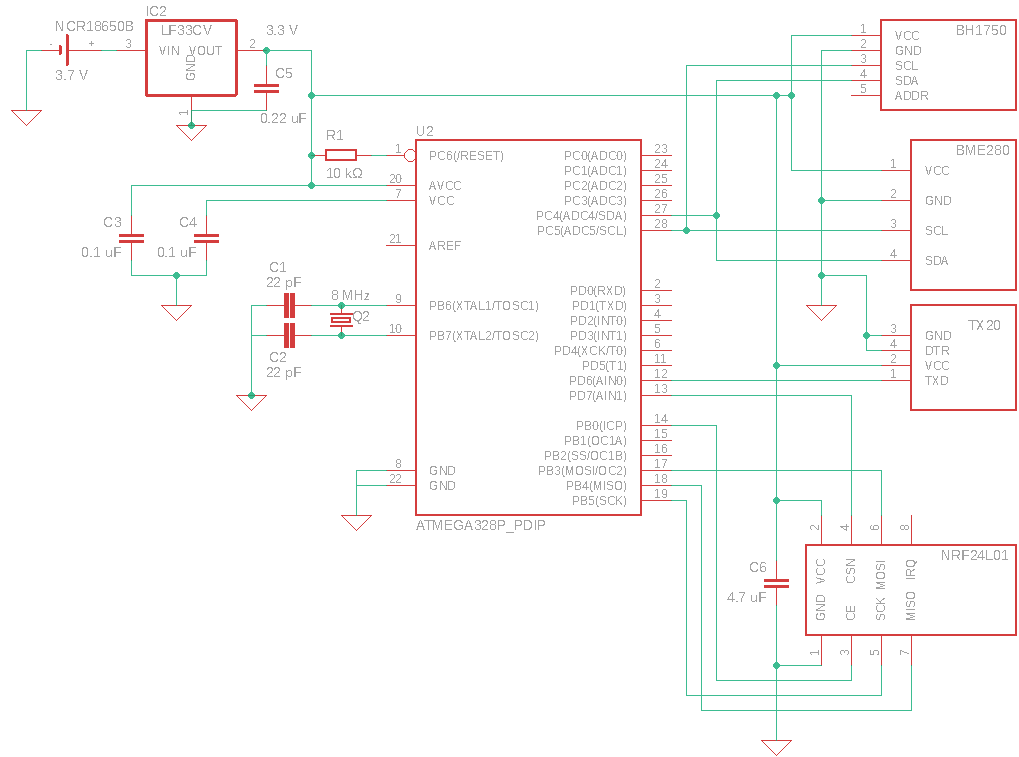 NCR18650B
- +
3.7 V
IC2
LF33CV
3 VIN VOUT 2
GND
1
3.3 V
C5
0.22 uF
BH1750
1 VCC
2 GND
3 SCL
4 SDA
5 ADDR
R1
10 kΩ
U2
1 PC6(/RESET)
20 AVCC
7 VCC
21 AREF
9 PB6(XTAL1/TOSC1)
10 PB7(XTAL2/TOSC2)
8 GND
22 GND
PC0(ADC0) 23
PC1(ADC1) 24
PC2(ADC2) 25
PC3(ADC3) 26
PC4(ADC4/SDA) 27
PC5(ADC5/SCL) 28
PD0(RXD) 2
PD1(TXD) 3
PD2(INT0) 4
PD3(INT1) 5
PD4(XCK/T0) 6
PD5(T1) 11
PD6(AIN0) 12
PD7(AIN1) 13
PB0(ICP) 14
PB1(OC1A) 15
PB2(SS/OC1B) 16
PB3(MOSI/OC2) 17
PB4(MISO) 18
PB5(SCK) 19
ATMEGA328P_PDIP
C3
0.1 uF
C4
0.1 uF
C1
22 pF
8 MHz
Q2
C2
22 pF
BME280
1 VCC
2 GND
3 SCL
4 SDA
TX20
3 GND
4 DTR
2 VCC
1 TXD
C6
4.7 uF
NRF24L01
2 4 6 8
VCC CSN MOSI IRQ
GND CE SCK MISO
1 3 5 7